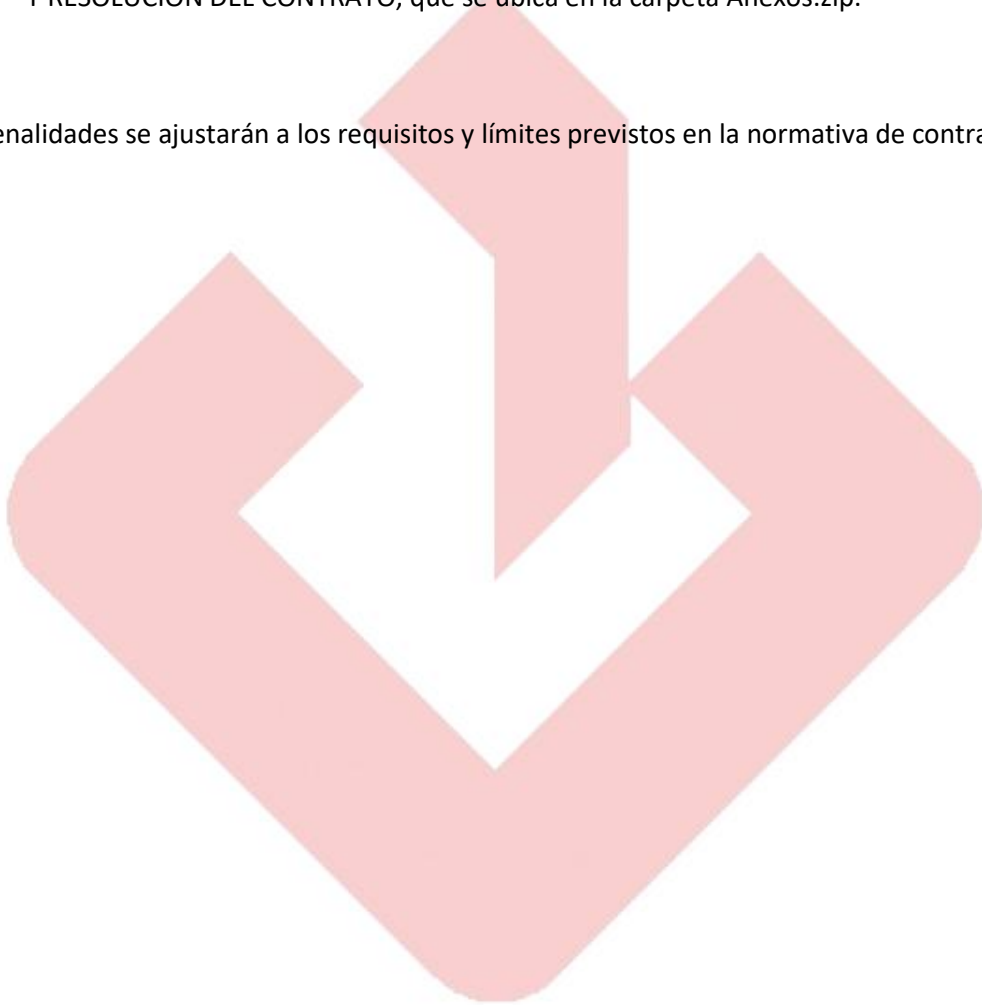 Y RESOLUCIÓN DEL CONTRATO, que se ubica en la carpeta Anexos.zip.
enalidades se ajustarán a los requisitos y límites previstos en la normativa de contra